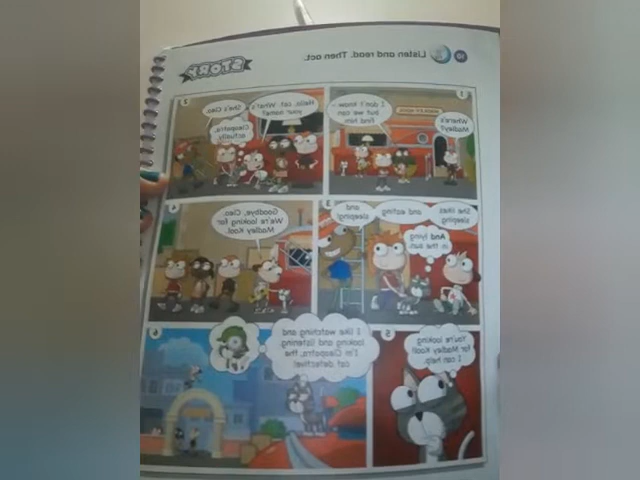 Listen and read. Then act.
STORY
1
Where's
Madley?
I don't know
but we can
find him
2
Hello, cat. What's
your name?
She's Cleo.
Cleopatra,
actually.
3
She likes
sleeping
and eating
and
sleeping!
And lying
in the sun.
4
Goodbye, Cleo.
We're looking for
Madley Kool.
5
You're looking
for Madley Kool?
I can help.
6
I like watching and
looking and listening
I'm Cleopatra, the
cat detective!